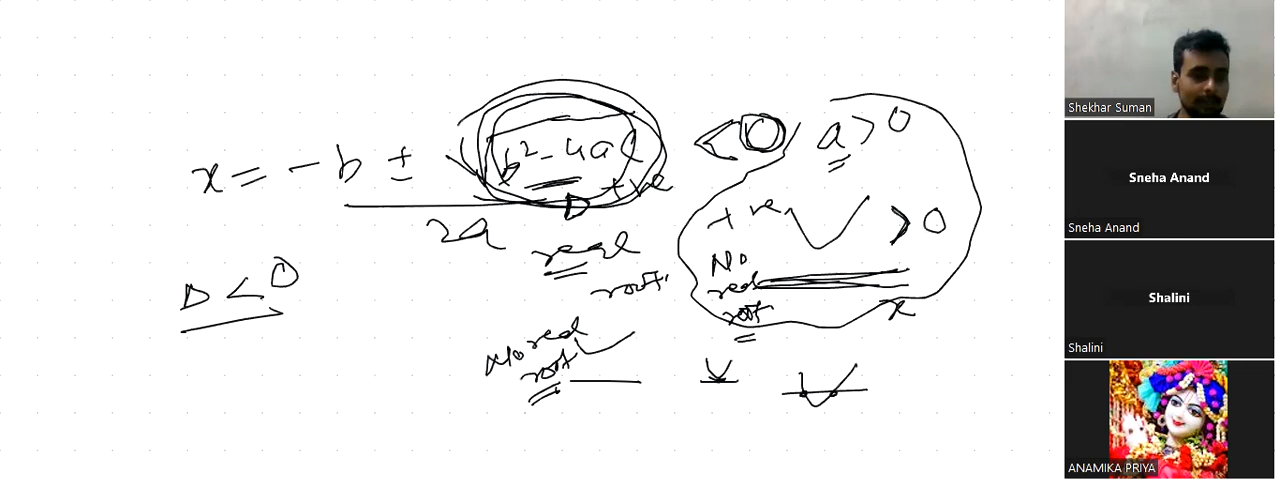 x = -b ± √b²-4ac < 0 a > 0
2a
D +ve
real
root
+ve > 0
No
real
root
x
D < 0
No real
root
Shekhar Suman
Sneha Anand
Sneha Anand
Shalini
Shalini
ANAMIKA PRIYA